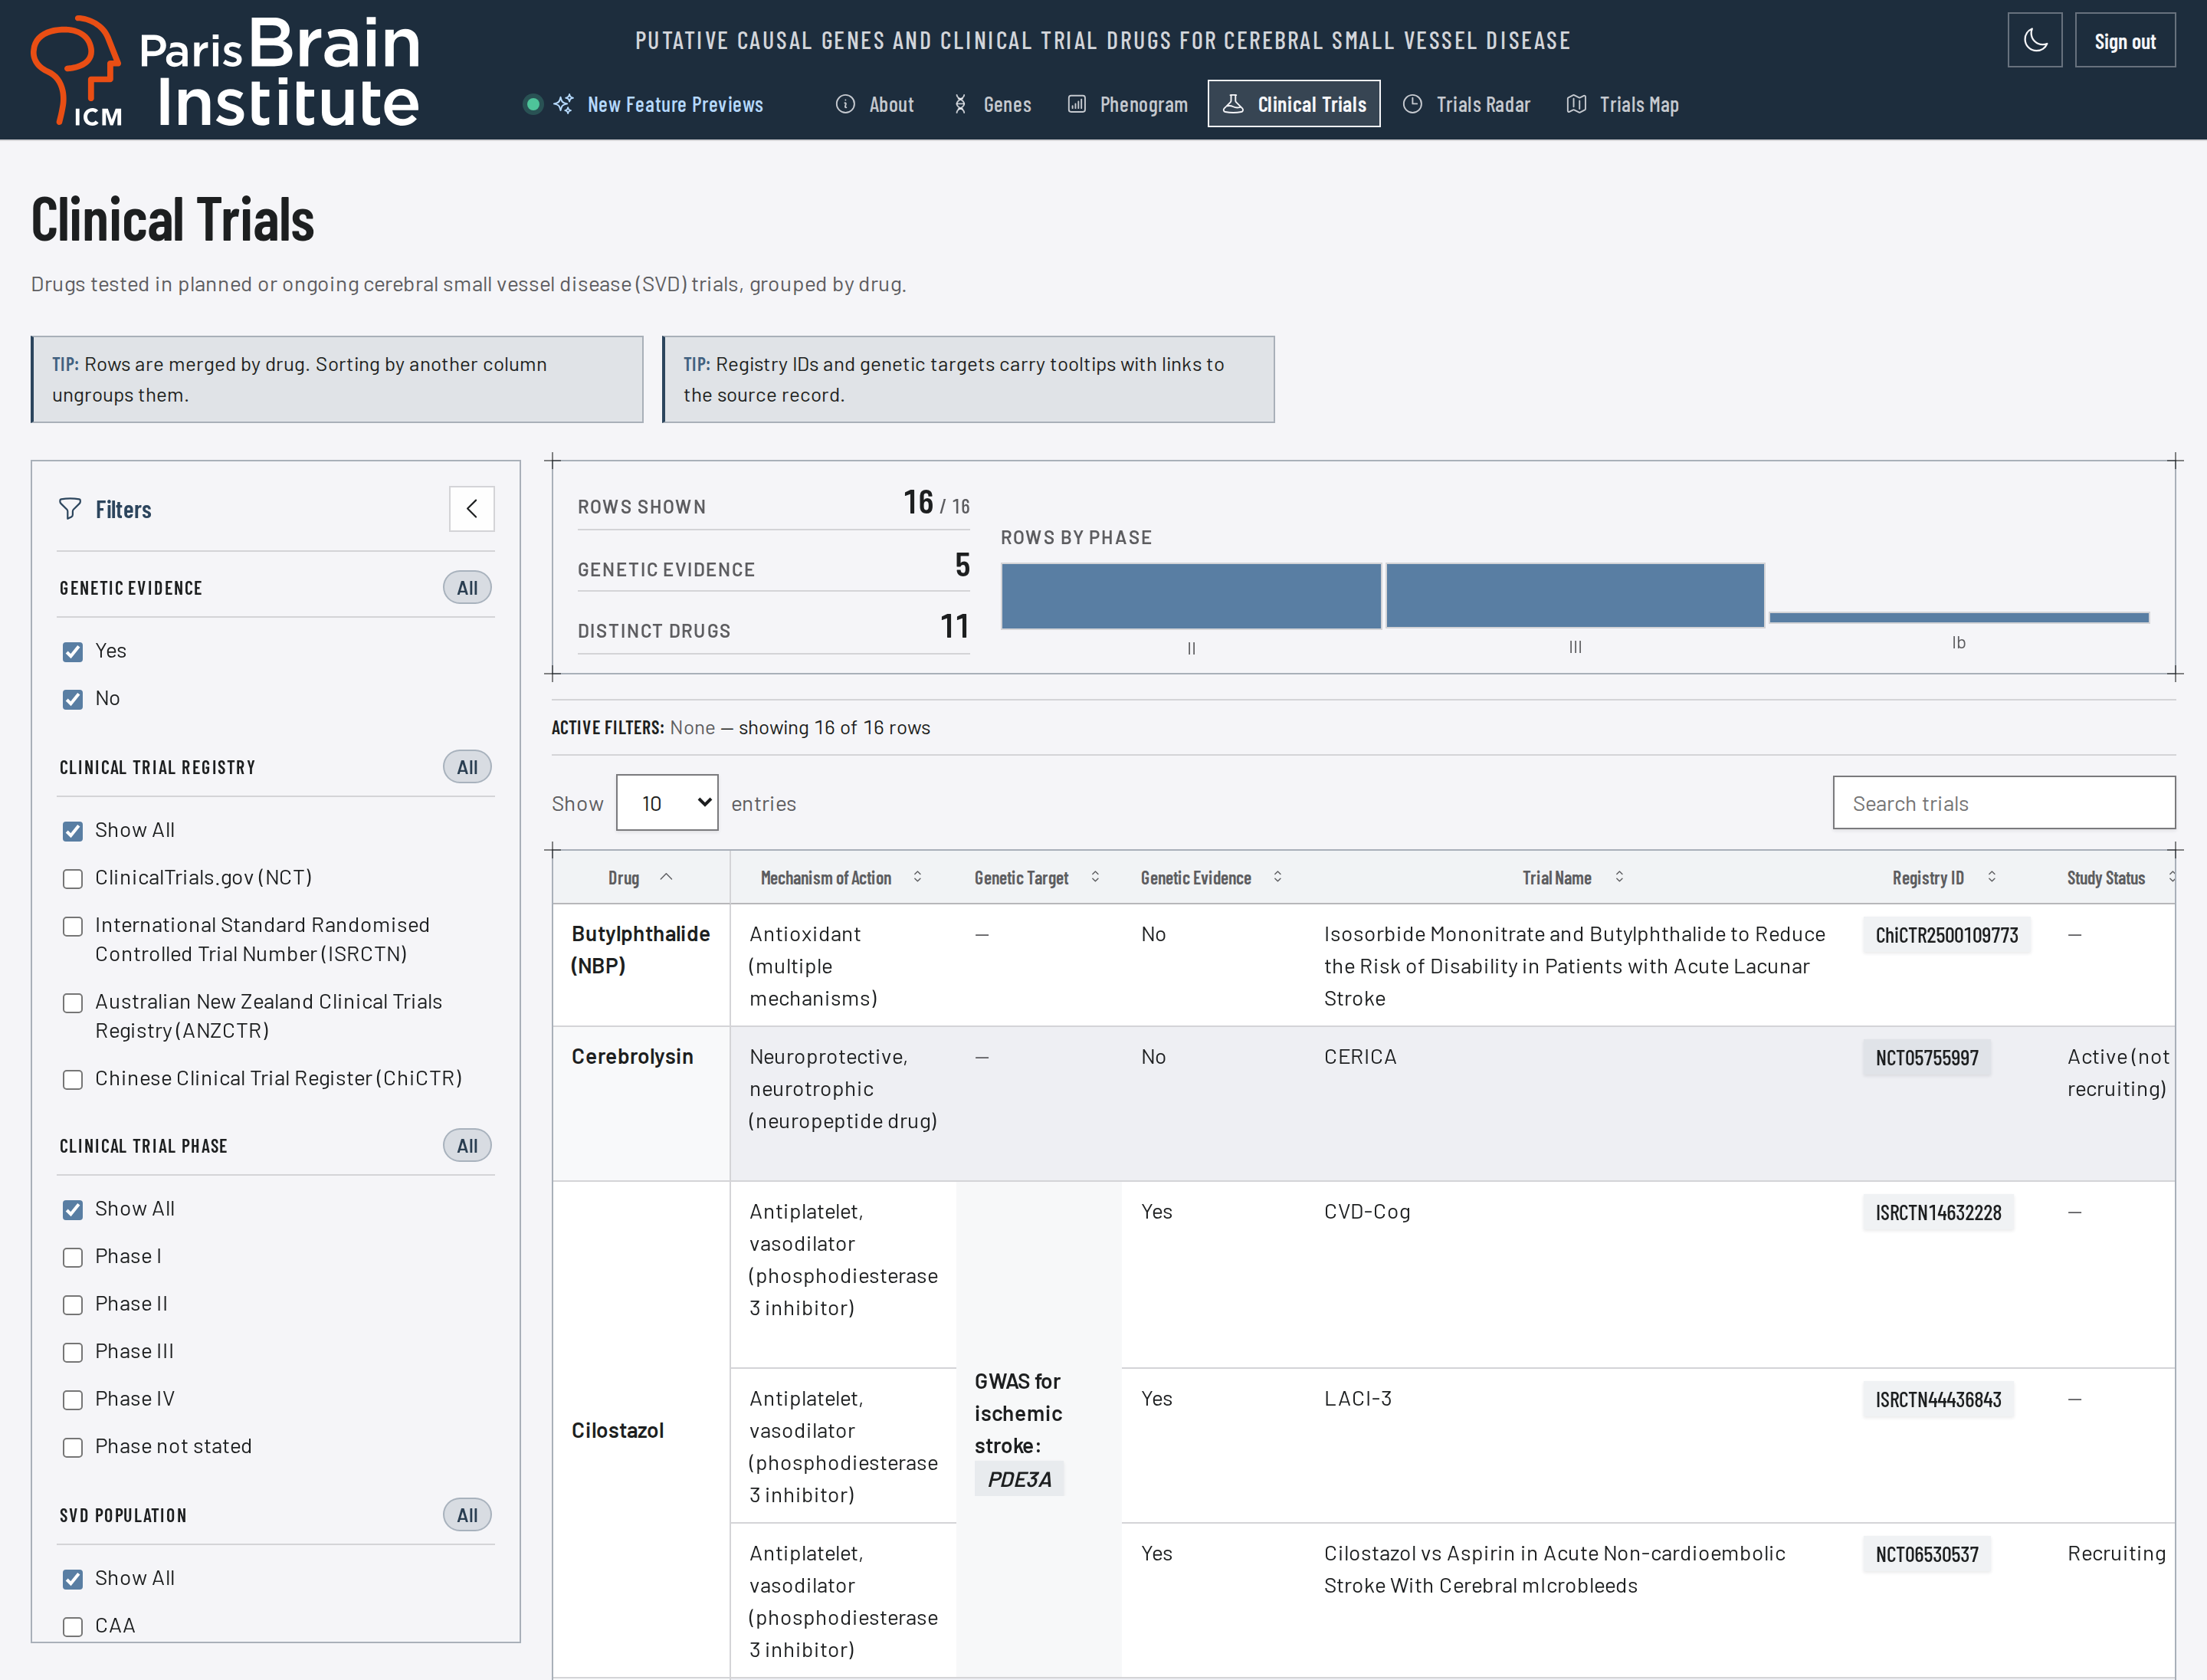 Paris Brain
Institute
ICM
PUTATIVE CAUSAL GENES AND CLINICAL TRIAL DRUGS FOR CEREBRAL SMALL VESSEL DISEASE
Sign out
New Feature Previews
About
Genes
Phenogram
Clinical Trials
Trials Radar
Trials Map
Clinical Trials
Drugs tested in planned or ongoing cerebral small vessel disease (SVD) trials, grouped by drug.
TIP: Rows are merged by drug. Sorting by another column
ungroups them.
TIP: Registry IDs and genetic targets carry tooltips with links to
the source record.
Filters
GENETIC EVIDENCE All
Yes
No
CLINICAL TRIAL REGISTRY All
Show All
ClinicalTrials.gov (NCT)
International Standard Randomised
Controlled Trial Number (ISRCTN)
Australian New Zealand Clinical Trials
Registry (ANZCTR)
Chinese Clinical Trial Register (ChiCTR)
CLINICAL TRIAL PHASE All
Show All
Phase I
Phase II
Phase III
Phase IV
Phase not stated
SVD POPULATION All
Show All
CAA
ROWS SHOWN 16 / 16
GENETIC EVIDENCE 5
DISTINCT DRUGS 11
ROWS BY PHASE
II
III
Ib
ACTIVE FILTERS: None — showing 16 of 16 rows
Show 10 entries
Search trials
Drug
Mechanism of Action
Genetic Target
Genetic Evidence
Trial Name
Registry ID
Study Status
Butylphthalide
(NBP)
Antioxidant
(multiple
mechanisms)
—
No
Isosorbide Mononitrate and Butylphthalide to Reduce
the Risk of Disability in Patients with Acute Lacunar
Stroke
ChiCTR2500109773
—
Cerebrolysin
Neuroprotective,
neurotrophic
(neuropeptide drug)
—
No
CERICA
NCT05755997
Active (not
recruiting)
Cilostazol
Antiplatelet,
vasodilator
(phosphodiesterase
3 inhibitor)
GWAS for
ischemic
stroke:
PDE3A
Yes
CVD-Cog
ISRCTN14632228
—
Antiplatelet,
vasodilator
(phosphodiesterase
3 inhibitor)
Yes
LACI-3
ISRCTN44436843
—
Antiplatelet,
vasodilator
(phosphodiesterase
3 inhibitor)
Yes
Cilostazol vs Aspirin in Acute Non-cardioembolic
Stroke With Cerebral mIcrobleeds
NCT06530537
Recruiting